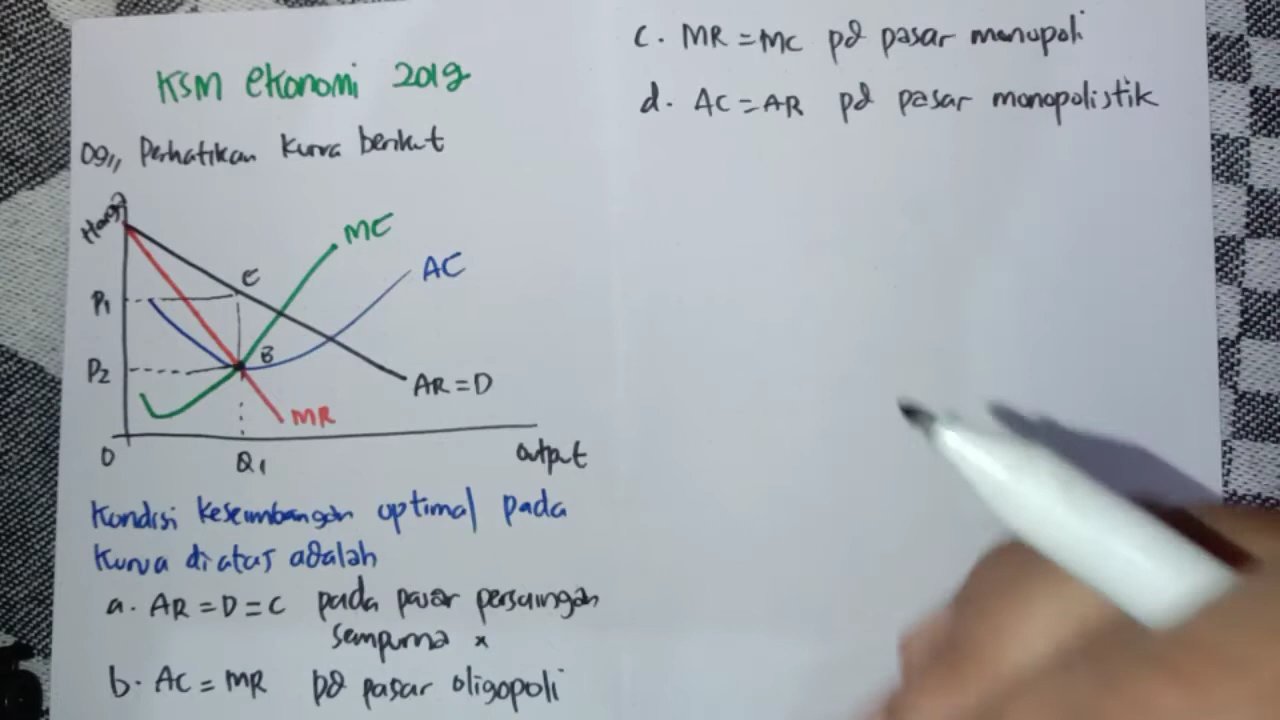 KSM ekonomi 2019
09,, Perhatikan kurva berikut
Harga
MC
AC
C
P1
B
P2
AR = D
MR
0
Q1
output
Kondisi keseimbangan optimal pada
kurva diatas adalah
a. AR = D = C pada pasar persaingan
sempurna x
b. AC = MR pd pasar oligopoli
c. MR = MC pd pasar monopoli
d. AC = AR pd pasar monopolistik